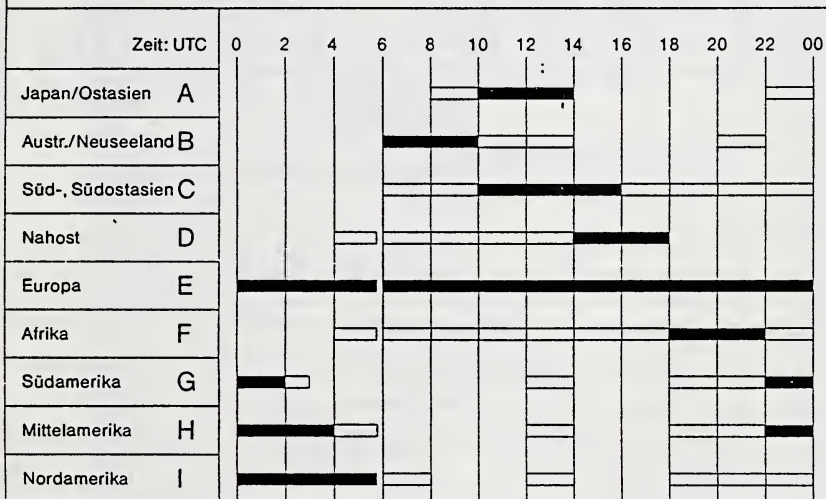 Zeit: UTC 0 2 4 6 8 10 12 14 16 18 20 22 00
Japan/Ostasien A
Austr./Neuseeland B
Süd-, Südostasien C
Nahost D
Europa E
Afrika F
Südamerika G
Mittelamerika H
Nordamerika I